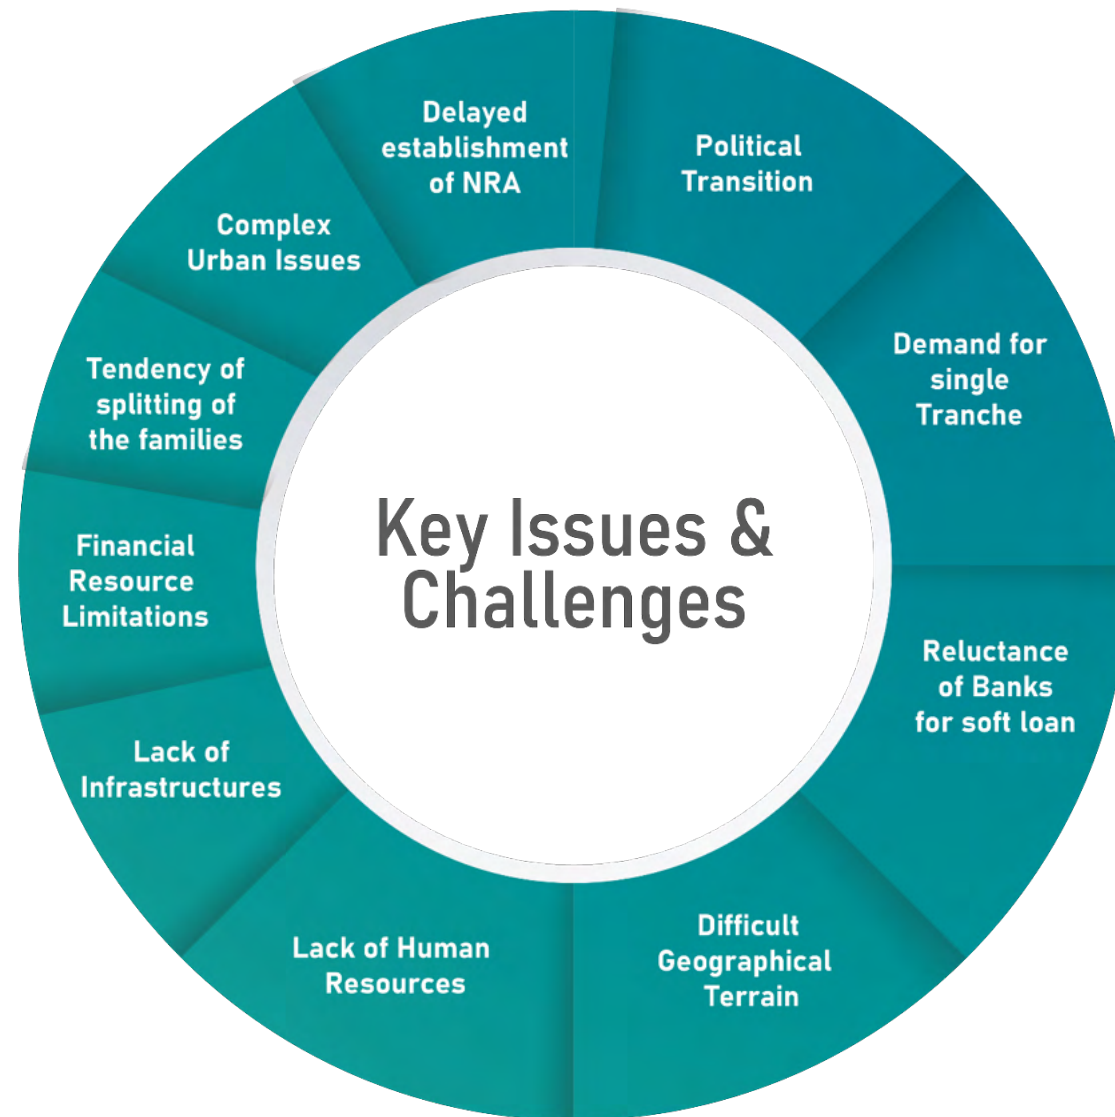 Key Issues &
Challenges
Political
Transition
Demand for
single
Tranche
Reluctance
of Banks
for soft loan
Difficult
Geographical
Terrain
Lack of Human
Resources
Lack of
Infrastructures
Financial
Resource
Limitations
Tendency of
splitting of
the families
Complex
Urban Issues
Delayed
establishment
of NRA